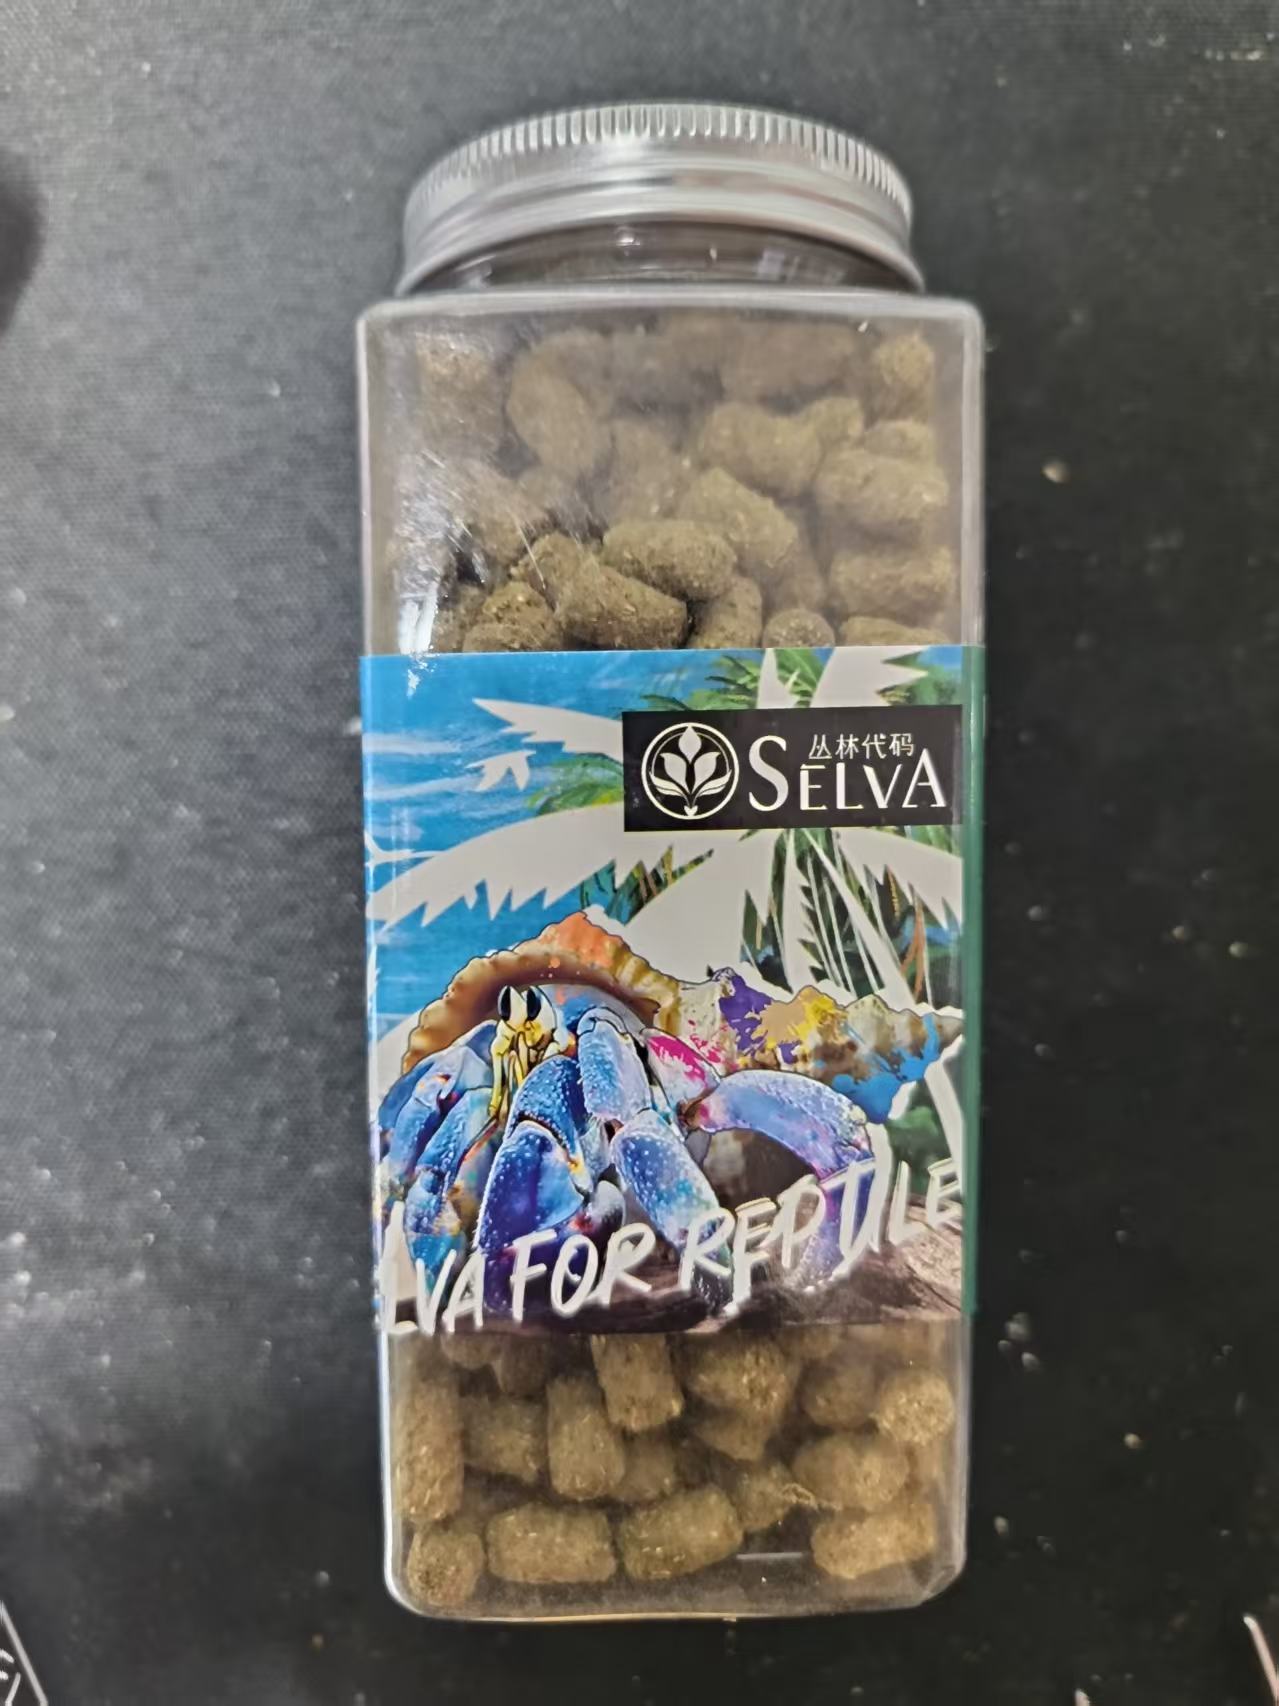 丛林代码
SELVA
LVA FOR REPTILE